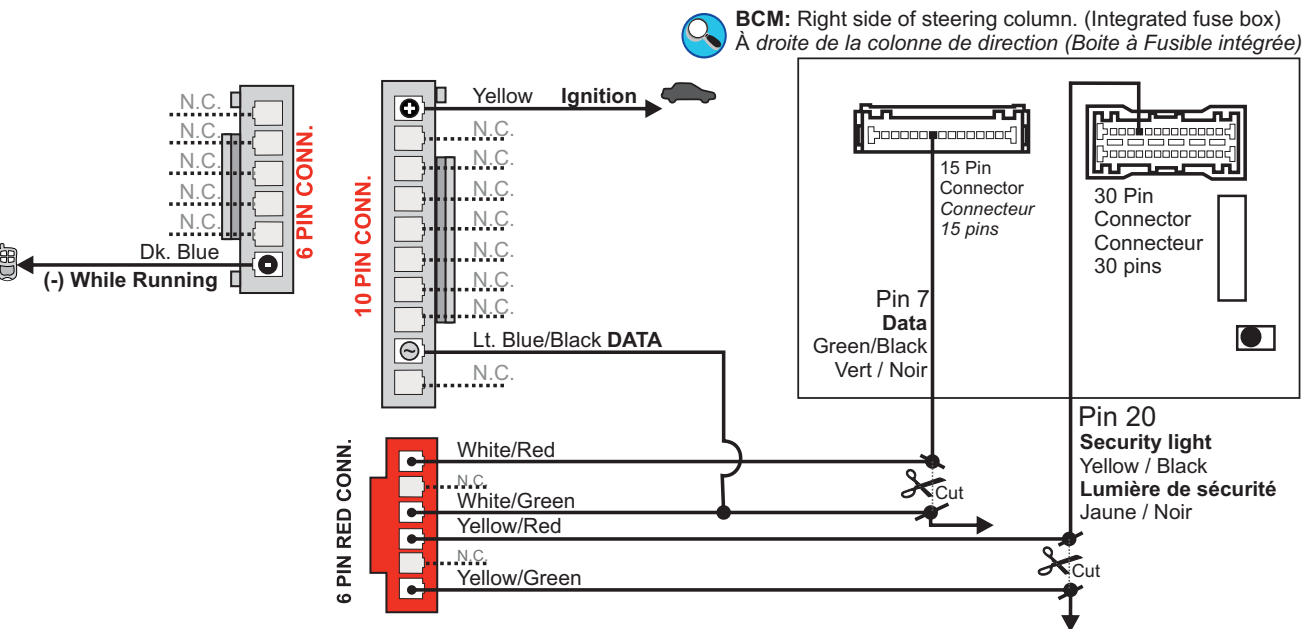 BCM: Right side of steering column. (Integrated fuse box)
À droite de la colonne de direction (Boite à Fusible intégrée)
N.C.
N.C.
N.C.
N.C.
N.C.
Dk. Blue
(-) While Running
6 PIN CONN.
10 PIN CONN.
Yellow Ignition
N.C.
N.C.
N.C.
N.C.
N.C.
N.C.
N.C.
Lt. Blue/Black DATA
N.C.
15 Pin
Connector
Connecteur
15 pins
30 Pin
Connector
Connecteur
30 pins
Pin 7
Data
Green/Black
Vert / Noir
Pin 20
Security light
Yellow / Black
Lumière de sécurité
Jaune / Noir
6 PIN RED CONN.
White/Red
N.C.
White/Green
Yellow/Red
N.C.
Yellow/Green
Cut
Cut